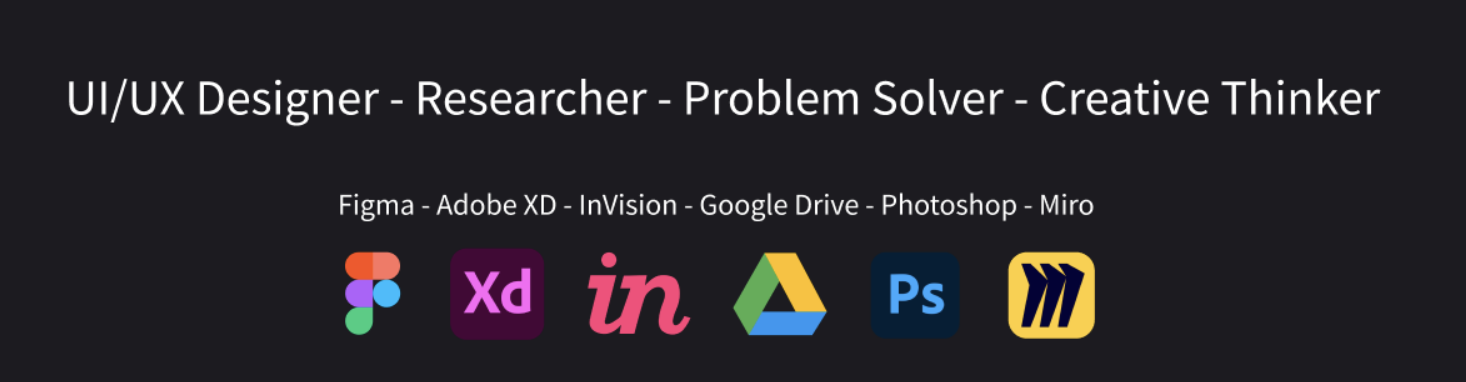 UI/UX Designer - Researcher - Problem Solver - Creative Thinker
Figma - Adobe XD - InVision - Google Drive - Photoshop - Miro
Xd in Ps